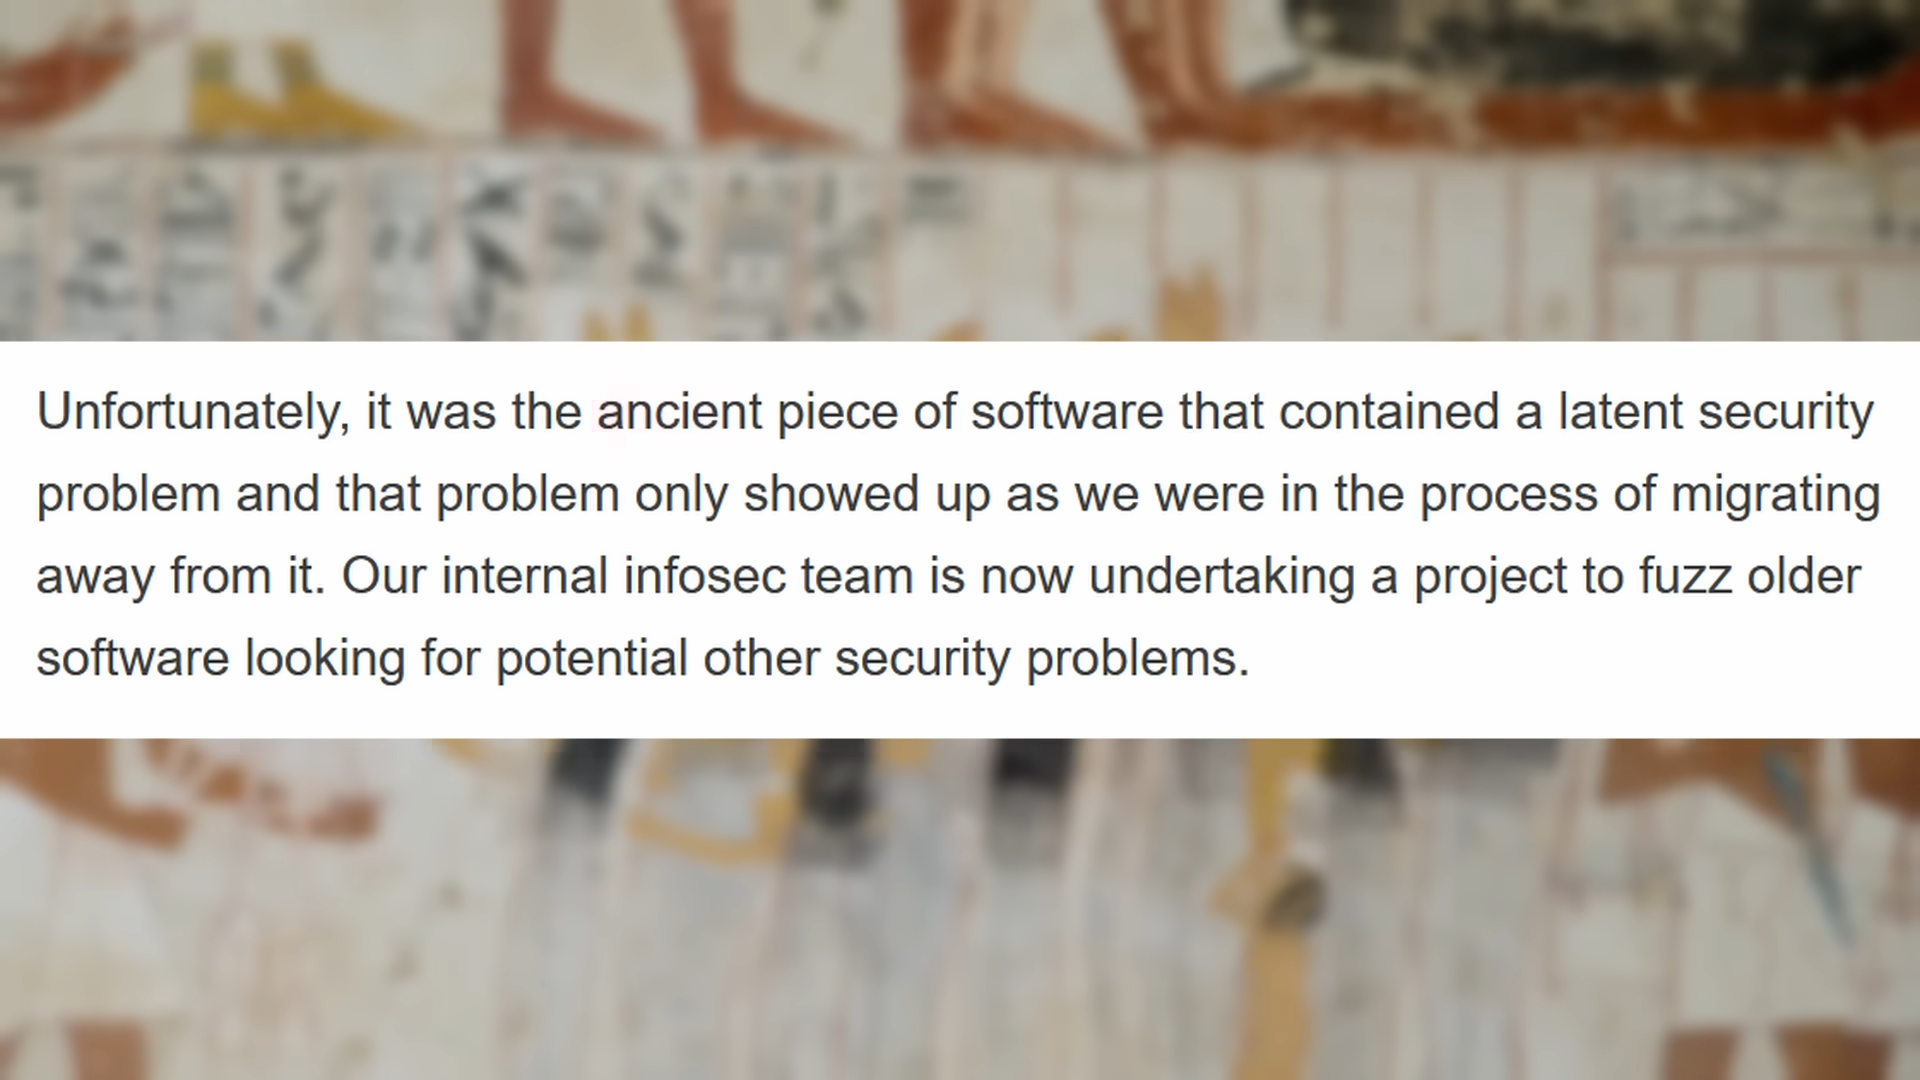 Unfortunately, it was the ancient piece of software that contained a latent security
problem and that problem only showed up as we were in the process of migrating
away from it. Our internal infosec team is now undertaking a project to fuzz older
software looking for potential other security problems.